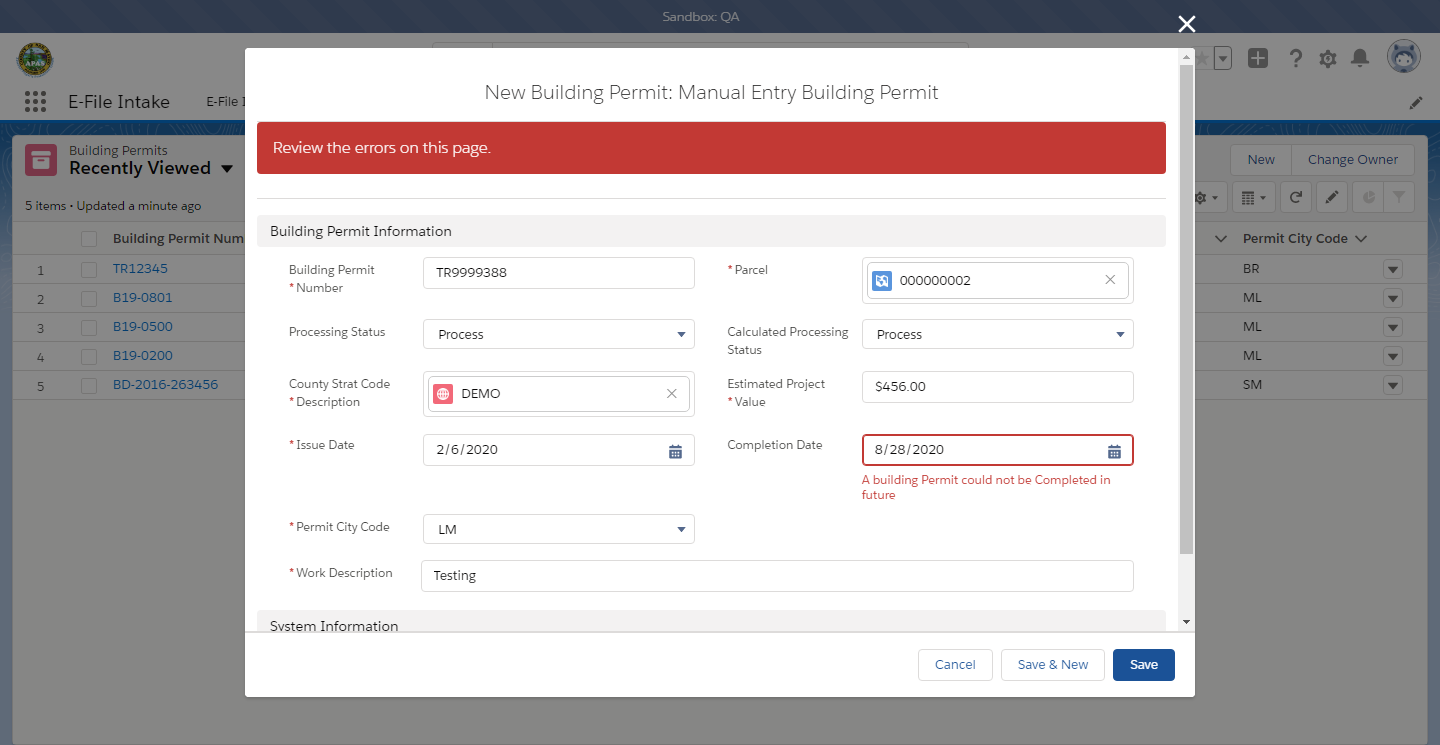 Sandbox: QA
APAS
E-File Intake
E-File I
New Building Permit: Manual Entry Building Permit
Review the errors on this page.
Building Permits
Recently Viewed
New
Change Owner
5 items • Updated a minute ago
Building Permit Num
Permit City Code
1
TR12345
BR
2
B19-0801
ML
3
B19-0500
ML
4
B19-0200
ML
5
BD-2016-263456
SM
Building Permit Information
Building Permit
*Number
TR9999388
*Parcel
000000002
Processing Status
Process
Calculated Processing
Status
Process
County Strat Code
*Description
DEMO
Estimated Project
*Value
$456.00
*Issue Date
2/6/2020
Completion Date
8/28/2020
A building Permit could not be Completed in
future
*Permit City Code
LM
*Work Description
Testing
System Information
Cancel
Save & New
Save